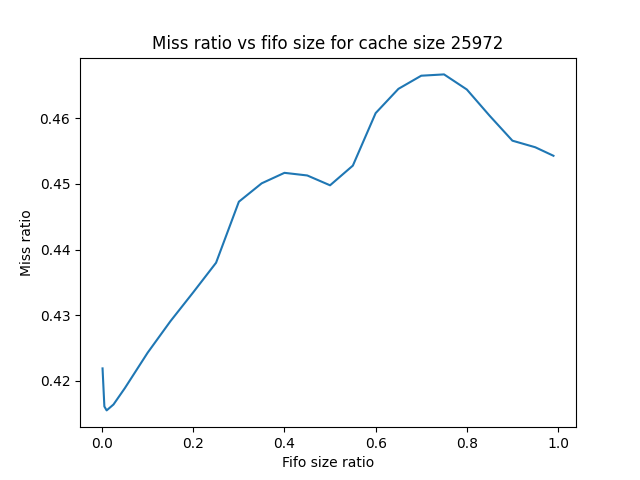 Miss ratio vs fifo size for cache size 25972
0.46
0.45
0.44
0.43
0.42
Miss ratio
0.0 0.2 0.4 0.6 0.8 1.0
Fifo size ratio